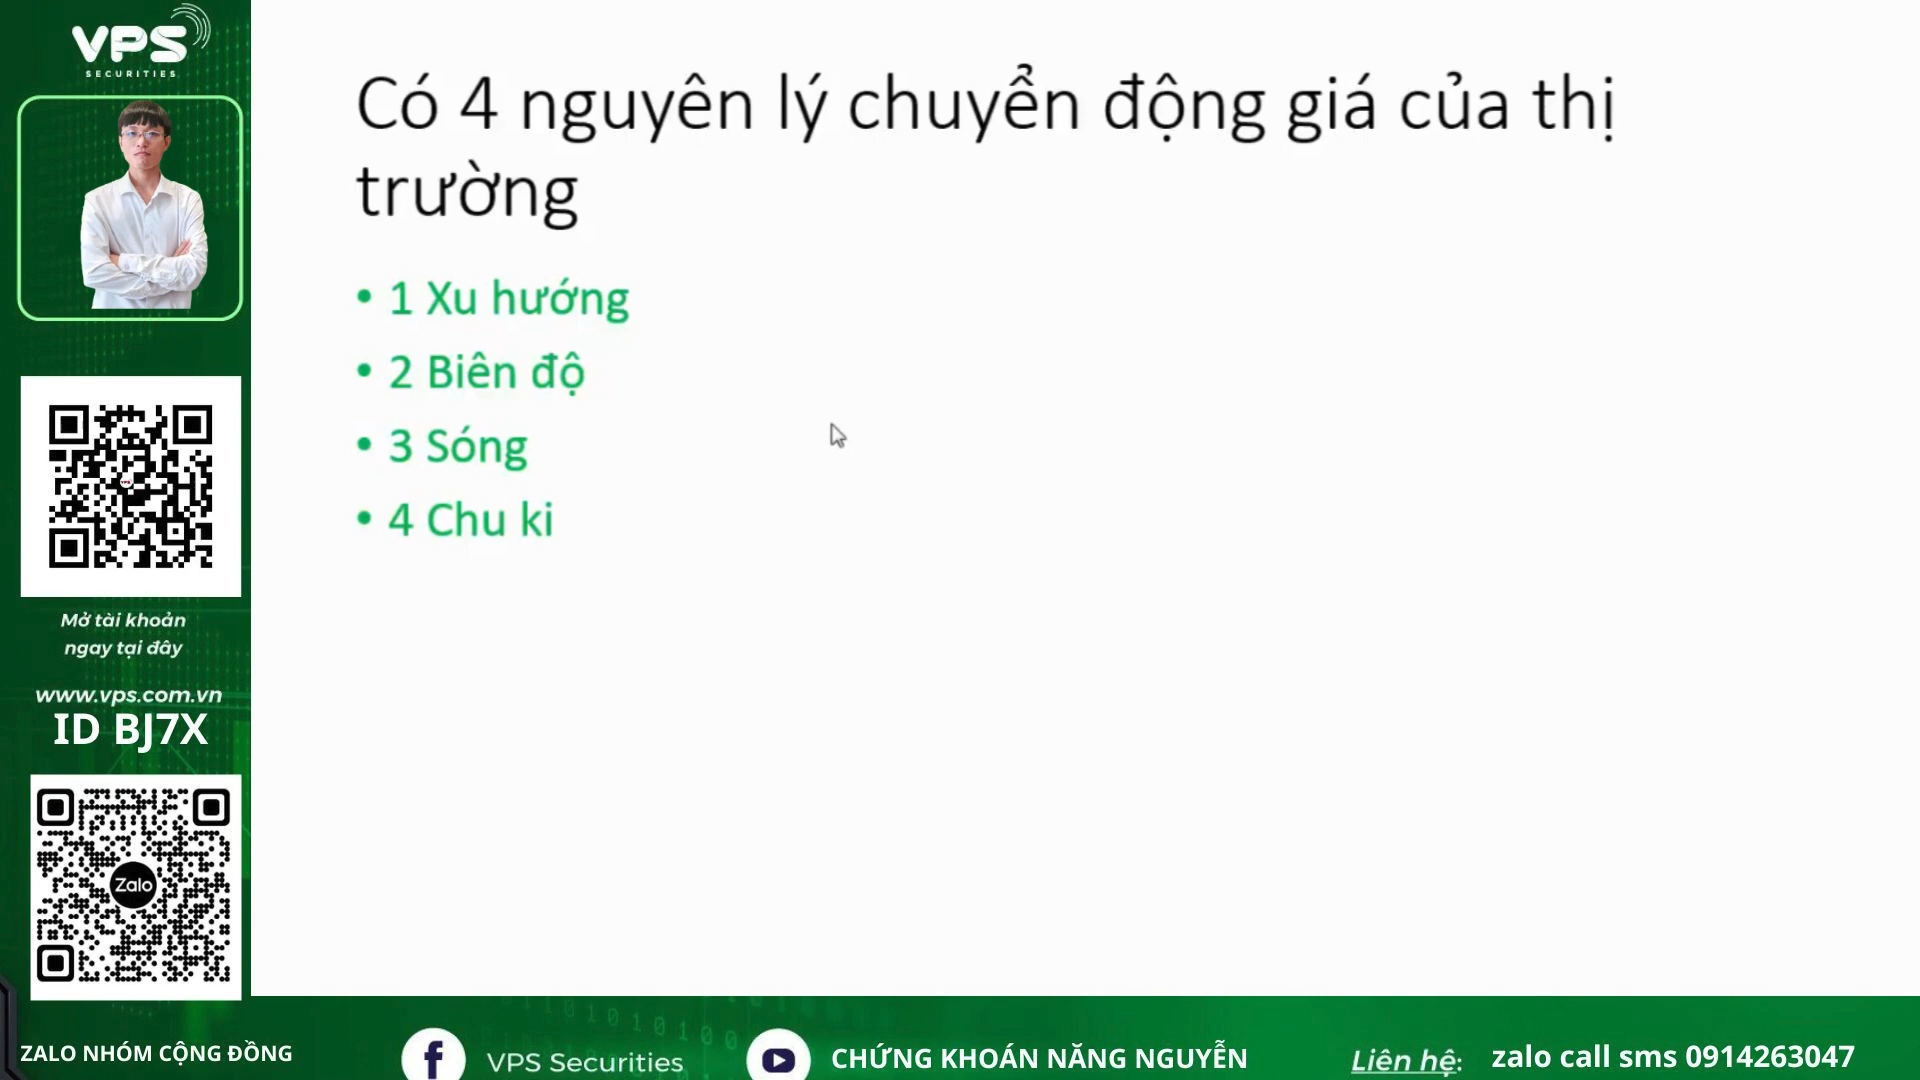 VPS
SECURITIES
Có 4 nguyên lý chuyển động giá của thị
trường
• 1 Xu hướng
• 2 Biên độ
• 3 Sóng
• 4 Chu ki
Mở tài khoản
ngay tại đây
www.vps.com.vn
ID BJ7X
Zalo
ZALO NHÓM CỘNG ĐỒNG
VPS Securities
CHỨNG KHOÁN NĂNG NGUYỄN
Liên hệ: zalo call sms 0914263047